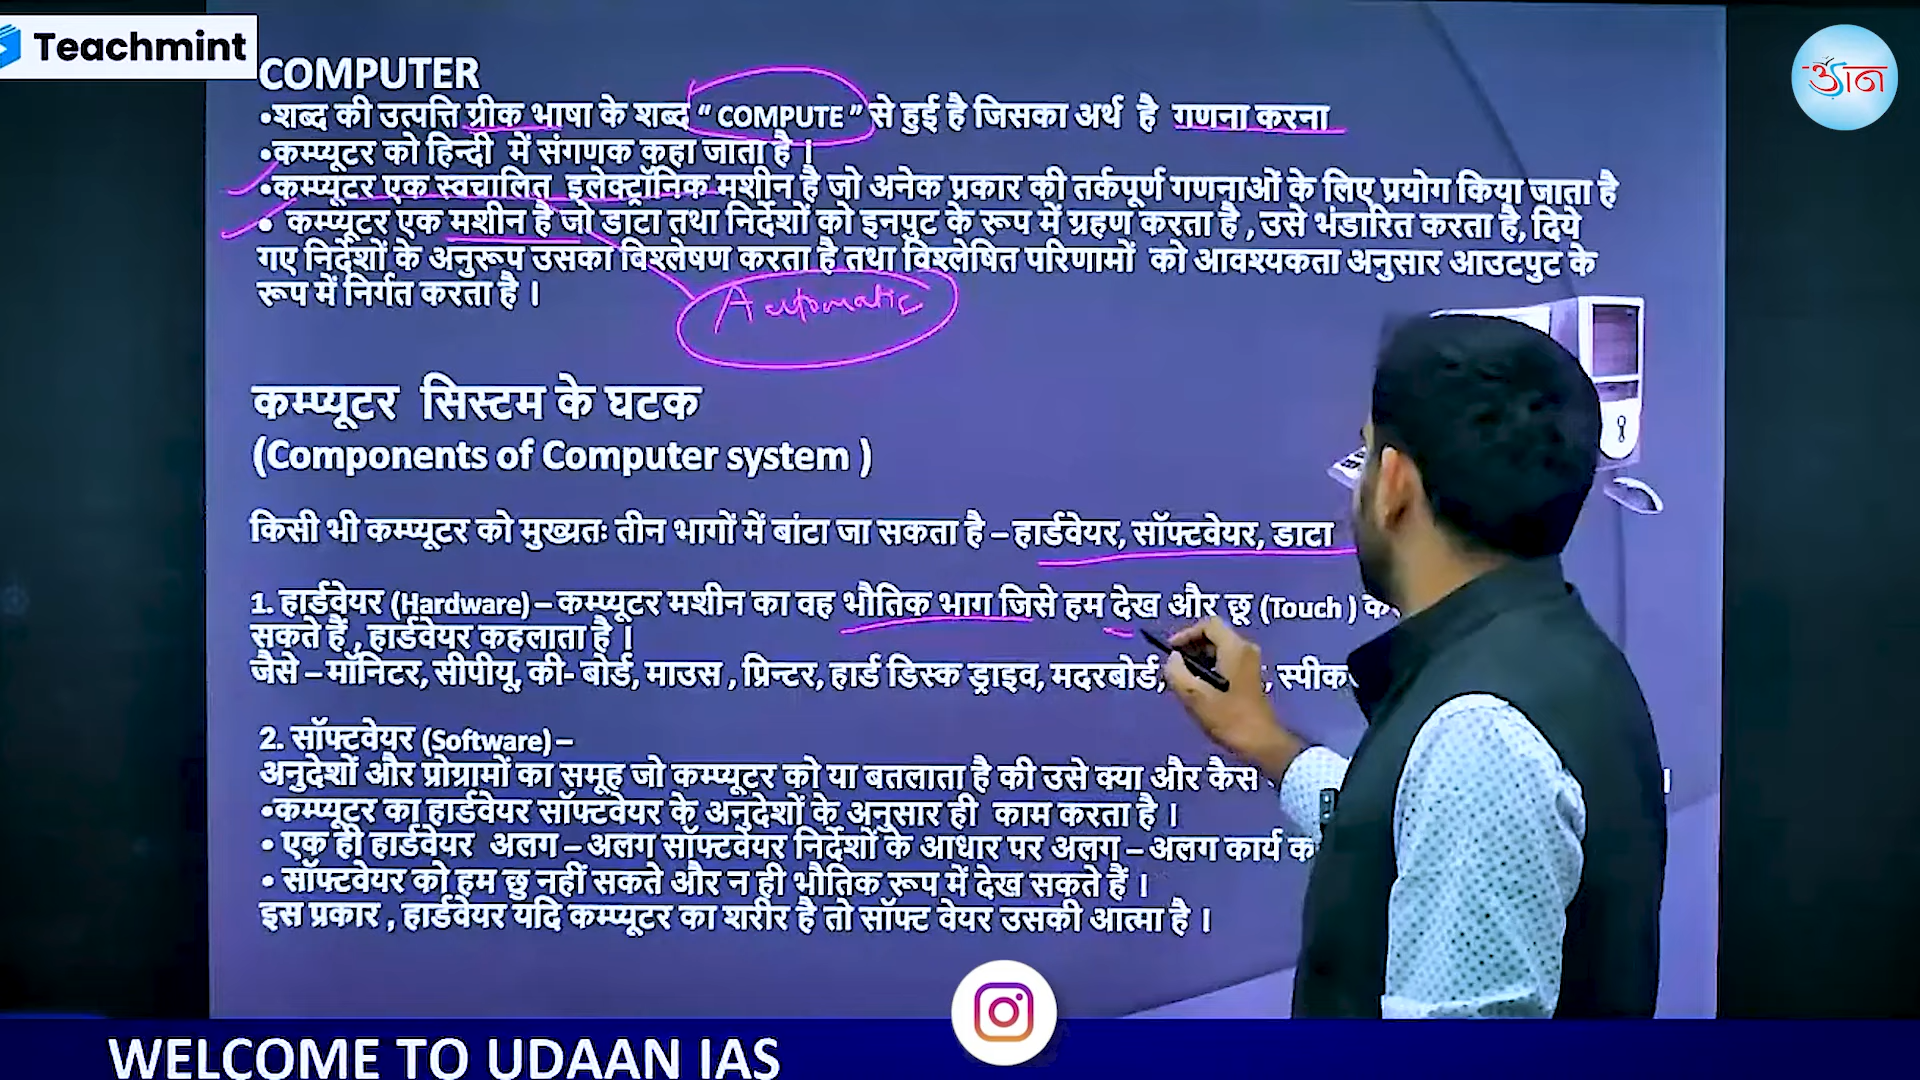 Teachmint
उड़ान
COMPUTER
•शब्द की उत्पत्ति ग्रीक भाषा के शब्द “ COMPUTE ” से हुई है जिसका अर्थ है गणना करना
•कम्प्यूटर को हिन्दी में संगणक कहा जाता है ।
•कम्प्यूटर एक स्वचालित इलेक्ट्रॉनिक मशीन है जो अनेक प्रकार की तर्कपूर्ण गणनाओं के लिए प्रयोग किया जाता है
• कम्प्यूटर एक मशीन है जो डाटा तथा निर्देशों को इनपुट के रूप में ग्रहण करता है , उसे भंडारित करता है, दिये
गए निर्देशों के अनुरूप उसका विश्लेषण करता है तथा विश्लेषित परिणामों को आवश्यकता अनुसार आउटपुट के
रूप में निर्गत करता है ।
Automatic
कम्प्यूटर सिस्टम के घटक
(Components of Computer system )
किसी भी कम्प्यूटर को मुख्यतः तीन भागों में बांटा जा सकता है – हार्डवेयर, सॉफ्टवेयर, डाटा
1. हार्डवेयर (Hardware) – कम्प्यूटर मशीन का वह भौतिक भाग जिसे हम देख और छू (Touch )
सकते हैं , हार्डवेयर कहलाता है ।
जैसे – मॉनिटर, सीपीयू, की- बोर्ड, माउस , प्रिन्टर, हार्ड डिस्क ड्राइव, मदरबोर्ड,
2. सॉफ्टवेयर (Software) –
अनुदेशों और प्रोग्रामों का समूह जो कम्प्यूटर को या बतलाता है की उसे क्या और
•कम्प्यूटर का हार्डवेयर सॉफ्टवेयर के अनुदेशों के अनुसार ही काम करता है ।
• एक ही हार्डवेयर अलग – अलग सॉफ्टवेयर निर्देशों के आधार पर अलग – अलग कार्य
• सॉफ्टवेयर को हम छु नहीं सकते और न ही भौतिक रूप में देख सकते हैं ।
इस प्रकार , हार्डवेयर यदि कम्प्यूटर का शरीर है तो सॉफ्ट वेयर उसकी आत्मा है ।
WELCOME TO UDAAN IAS